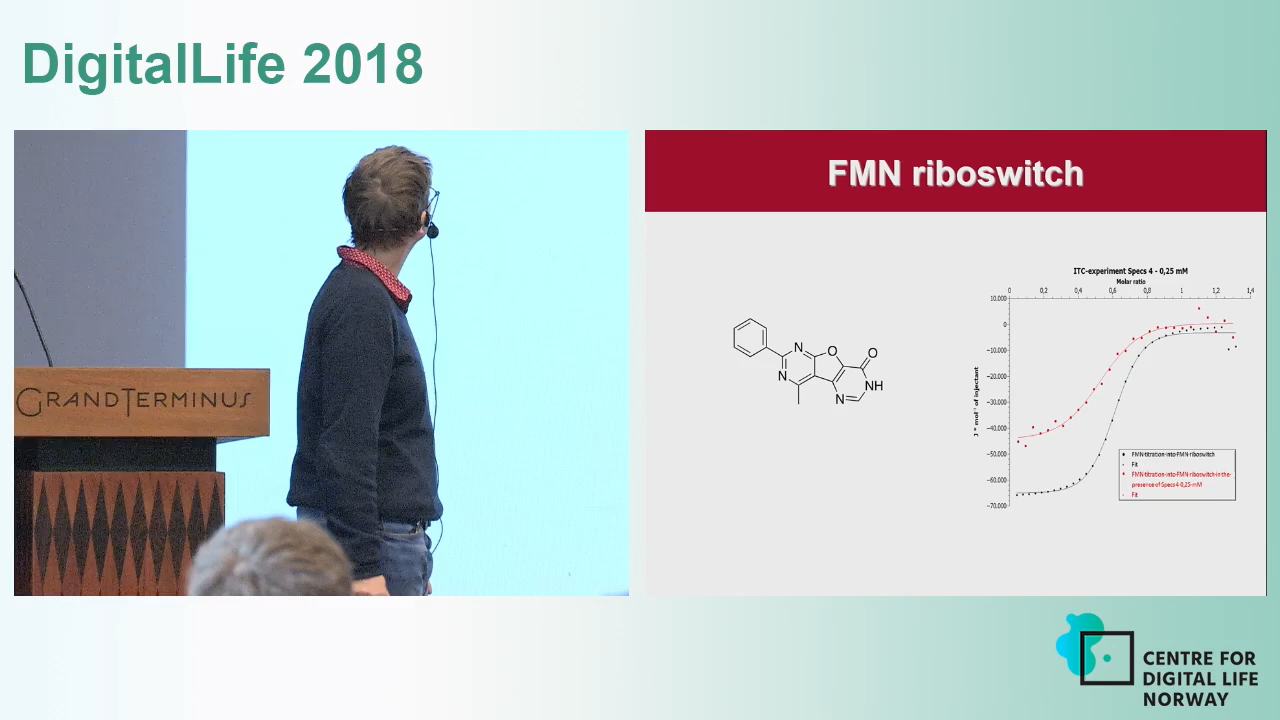 DigitalLife 2018
GRANDTERMINUS
FMN riboswitch
N
N
O
O
NH
N
ITC-experiment Specs 4 - 0,25 mM
Molar ratio
0 0,2 0,4 0,6 0,8 1 1,2 1,4
10.000
0
−10.000
−20.000
−30.000
−40.000
−50.000
−60.000
−70.000
FMN-titration-into-FMN-riboswitch
Fit
FMN-titration-into-FMN-riboswitch-in-the-
presence-of-Specs-4-0,25-mM
Fit
CENTRE FOR
DIGITAL LIFE
NORWAY